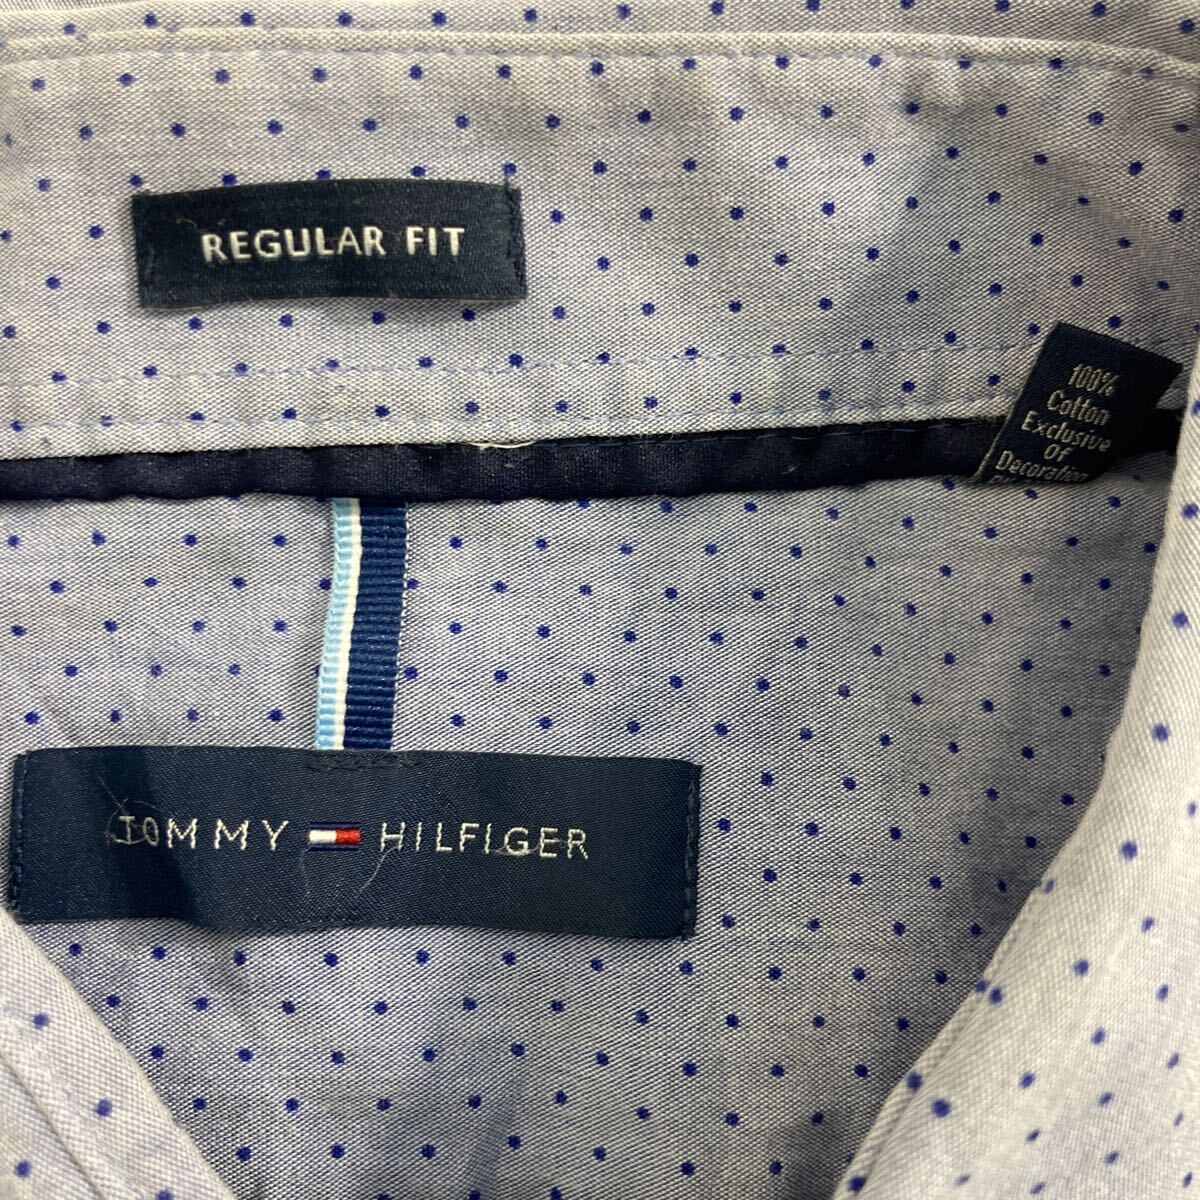 REGULAR FIT
100%
Cotton
Exclusive
of
Decoration
TOMMY HILFIGER